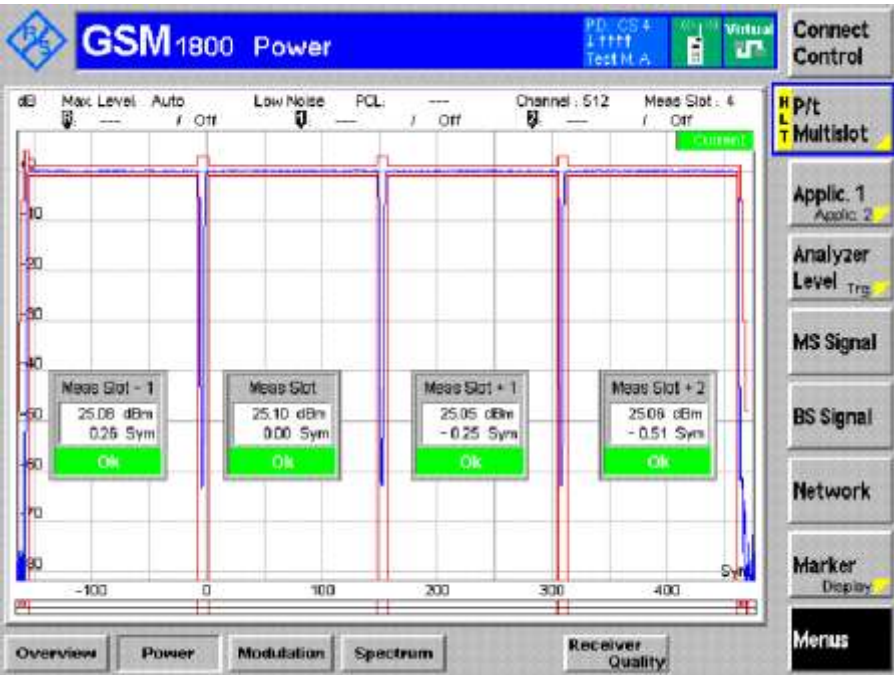 R S
GSM 1800 Power
P.D. CS 4
Test M. A
Virtual
Connect
Control
dB Max. Level Auto Low Noise PCL: --- Channel : 512 Meas Slot : 4
--- / Off 1 --- / Off 2 --- / Off
Current
H
L
T
P/t
Multislot
Applic. 1
Applic. 2
Analyzer
Level Trg
MS Signal
BS Signal
Network
Marker
Display
Menus
-10
-20
-30
-40
-50
-60
-70
-80
Meas Slot - 1
25.08 dBm
0.26 Sym
Ok
Meas Slot
25.10 dBm
0.00 Sym
Ok
Meas Slot + 1
25.05 dBm
- 0.25 Sym
Ok
Meas Slot + 2
25.06 dBm
- 0.51 Sym
Ok
Sym
-100 0 100 200 300 400
Overview Power Modulation Spectrum Receiver
Quality